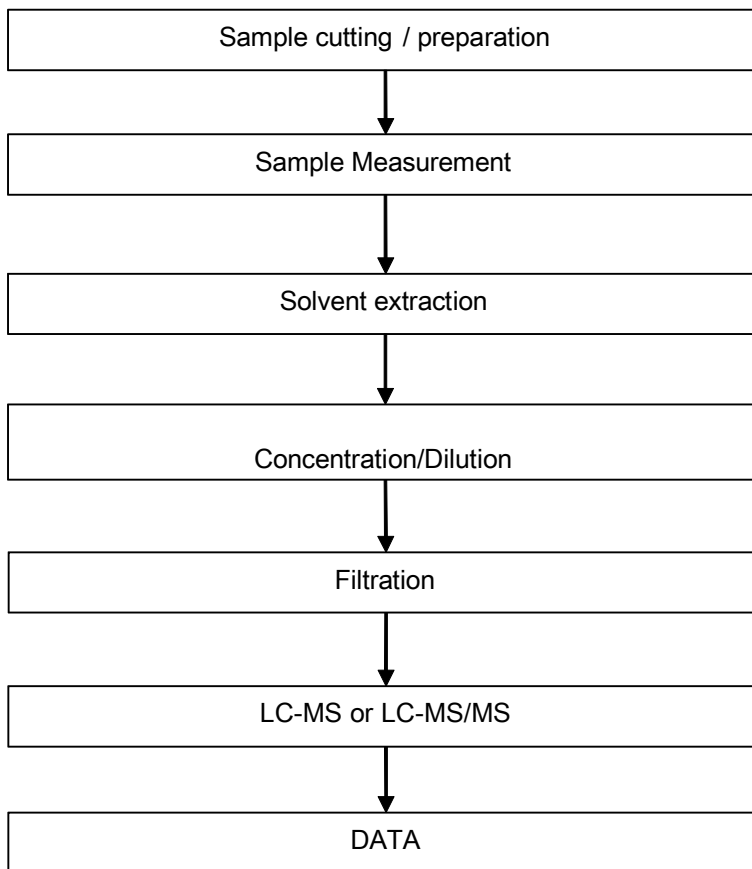 Sample cutting / preparation
Sample Measurement
Solvent extraction
Concentration/Dilution
Filtration
LC-MS or LC-MS/MS
DATA